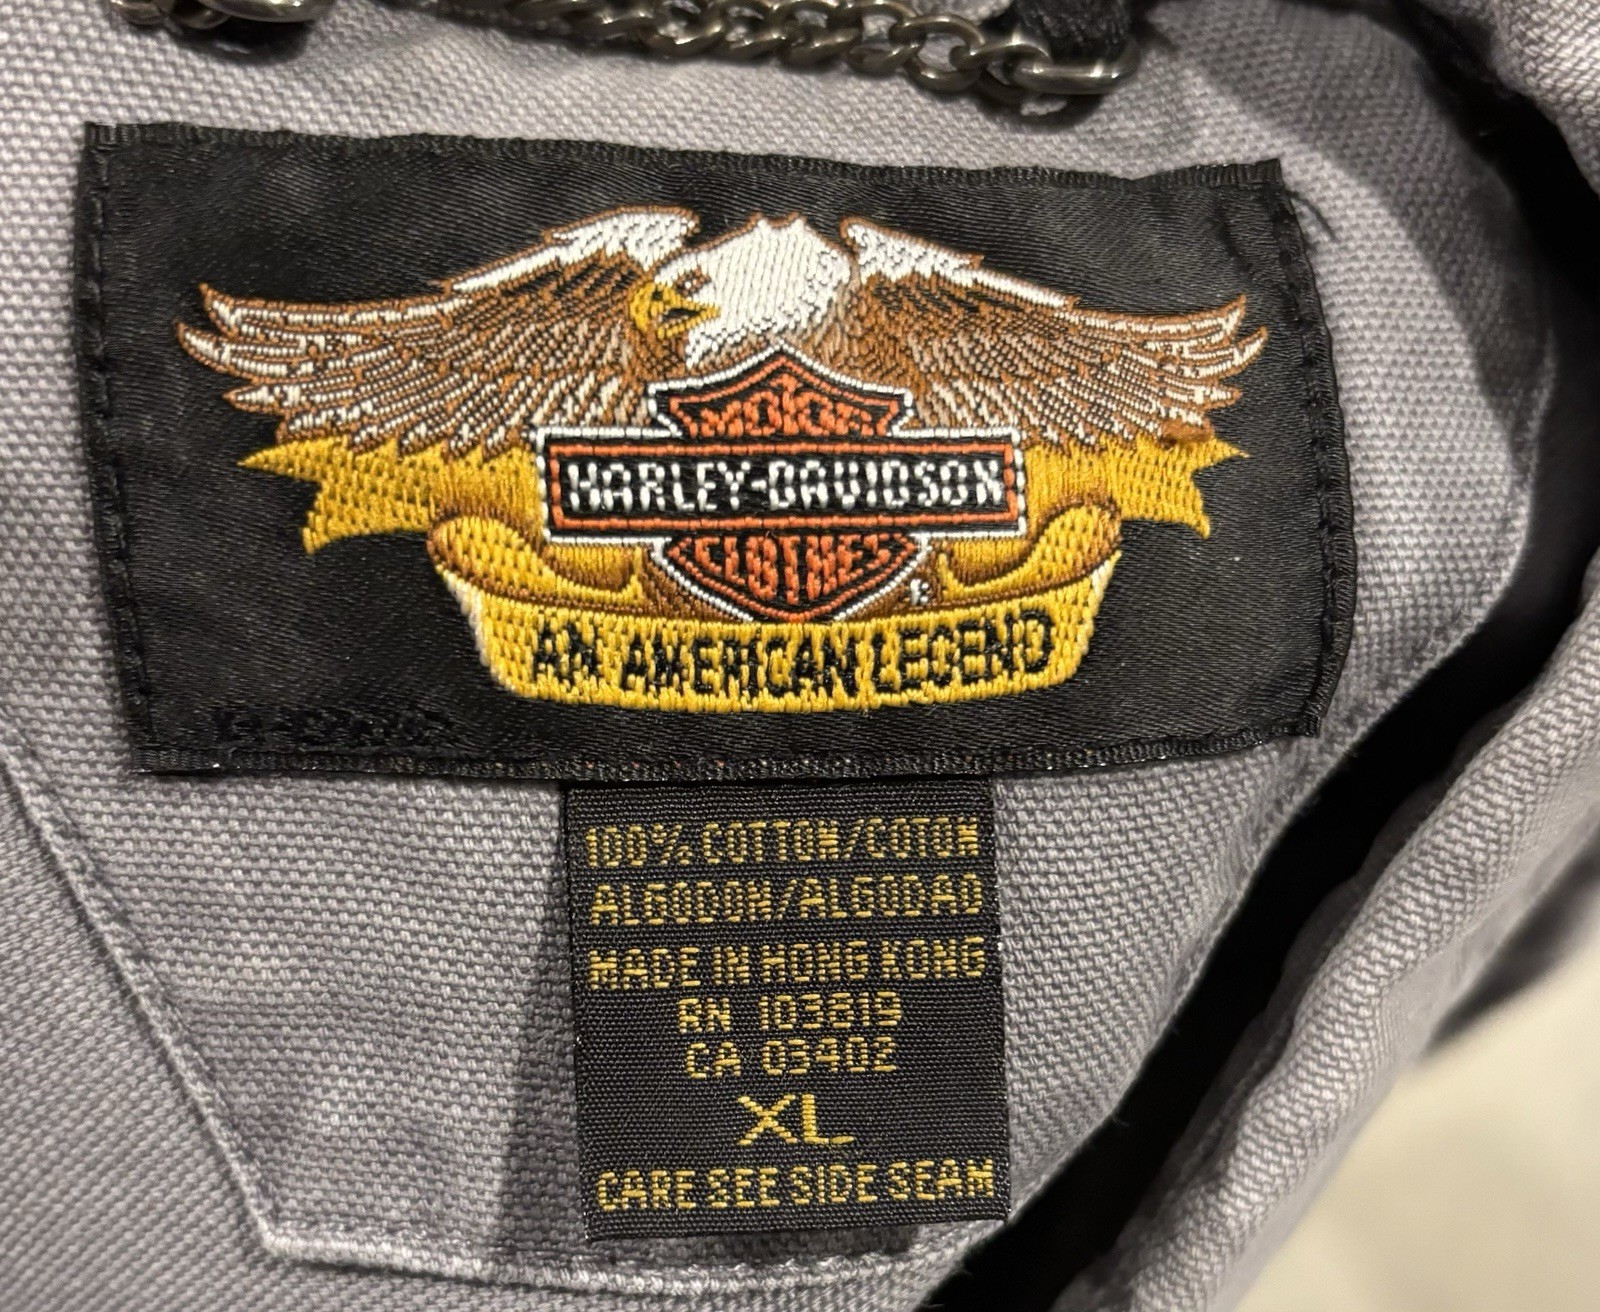 MOTOR
HARLEY-DAVIDSON
CLOTHES
®
AN AMERICAN LEGEND
100% COTTON/COTON
ALGODON/ALGODAO
MADE IN HONG KONG
RN 103819
CA 03402
XL
CARE SEE SIDE SEAM